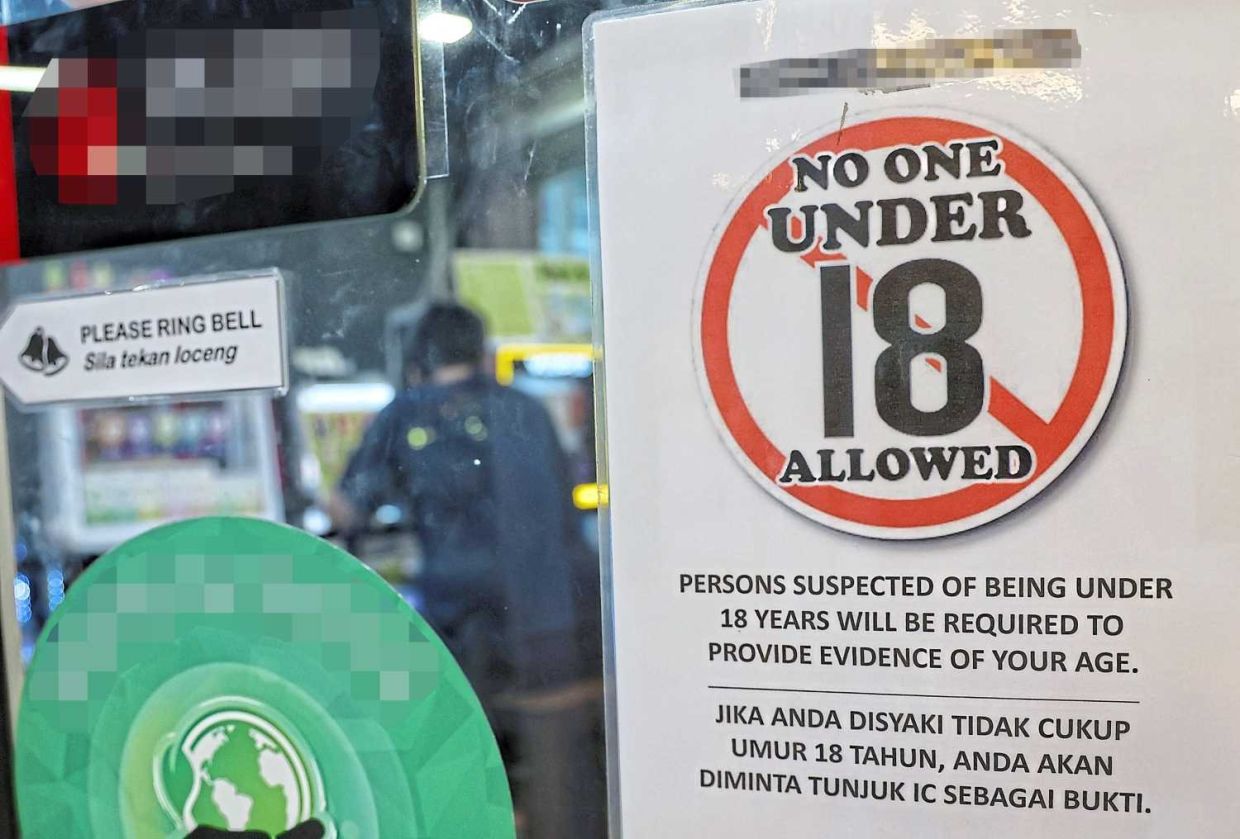 PLEASE RING BELL
Sila tekan loceng
NO ONE
UNDER
18
ALLOWED
PERSONS SUSPECTED OF BEING UNDER
18 YEARS WILL BE REQUIRED TO
PROVIDE EVIDENCE OF YOUR AGE.
JIKA ANDA DISYAKI TIDAK CUKUP
UMUR 18 TAHUN, ANDA AKAN
DIMINTA TUNJUK IC SEBAGAI BUKTI.